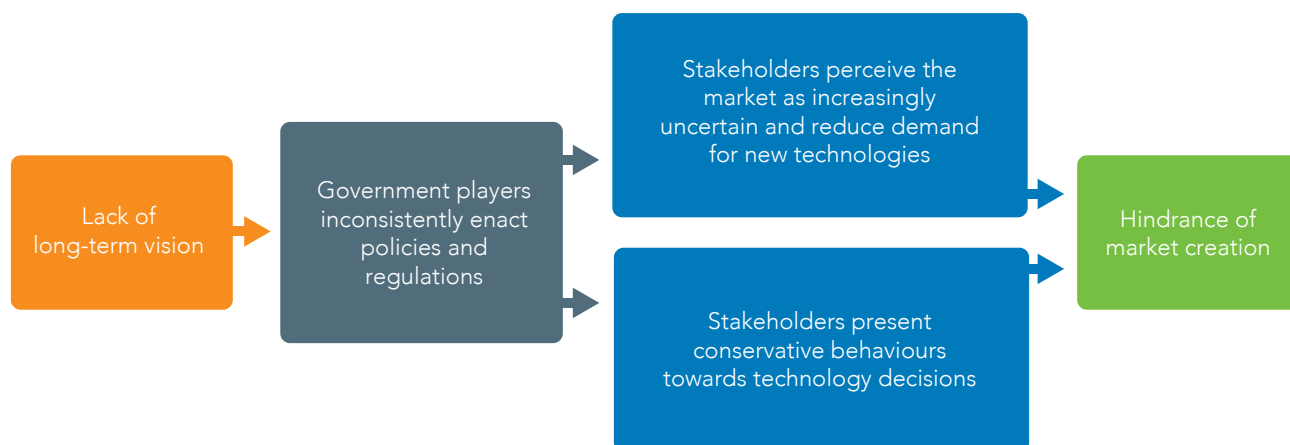 Lack of
long-term vision
Government players
inconsistently enact
policies and
regulations
Stakeholders perceive the
market as increasingly
uncertain and reduce demand
for new technologies
Stakeholders present
conservative behaviours
towards technology decisions
Hindrance of
market creation